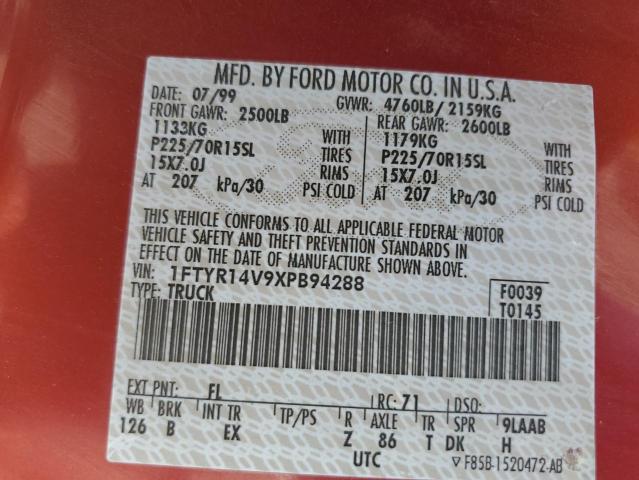 MFD. BY FORD MOTOR CO. IN U.S.A.
DATE: 07/99 GVWR: 4760LB/ 2159KG
FRONT GAWR: 2500LB REAR GAWR: 2600LB
1133KG WITH 1179KG WITH
P225/70R15SL TIRES P225/70R15SL TIRES
15X7.0J RIMS 15X7.0J RIMS
AT 207 kPa/30 PSI COLD AT 207 kPa/30 PSI COLD
THIS VEHICLE CONFORMS TO ALL APPLICABLE FEDERAL MOTOR
VEHICLE SAFETY AND THEFT PREVENTION STANDARDS IN
EFFECT ON THE DATE OF MANUFACTURE SHOWN ABOVE.
VIN: 1FTYR14V9XPB94288 F0039
TYPE: TRUCK T0145
EXT PNT: FL RC: 71 DSO:
WB BRK INT TR TP/PS R AXLE TR SPR 9LAAB
126 B EX Z 86 T DK H
UTC ▽ F85B-1520472-AB